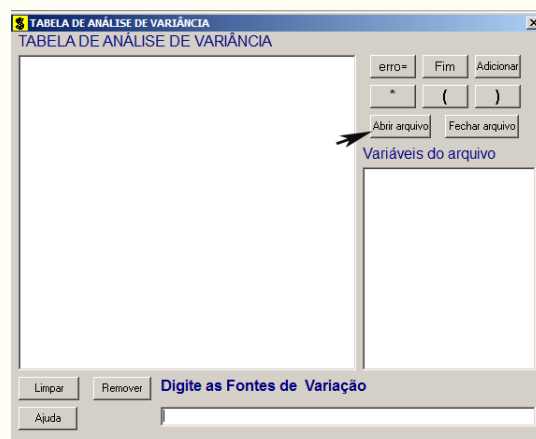 TABELA DE ANÁLISE DE VARIÂNCIA
TABELA DE ANÁLISE DE VARIÂNCIA
erro= Fim Adicionar
* ( )
Abrir arquivo Fechar arquivo
Variáveis do arquivo
Limpar Remover Digite as Fontes de Variação
Ajuda